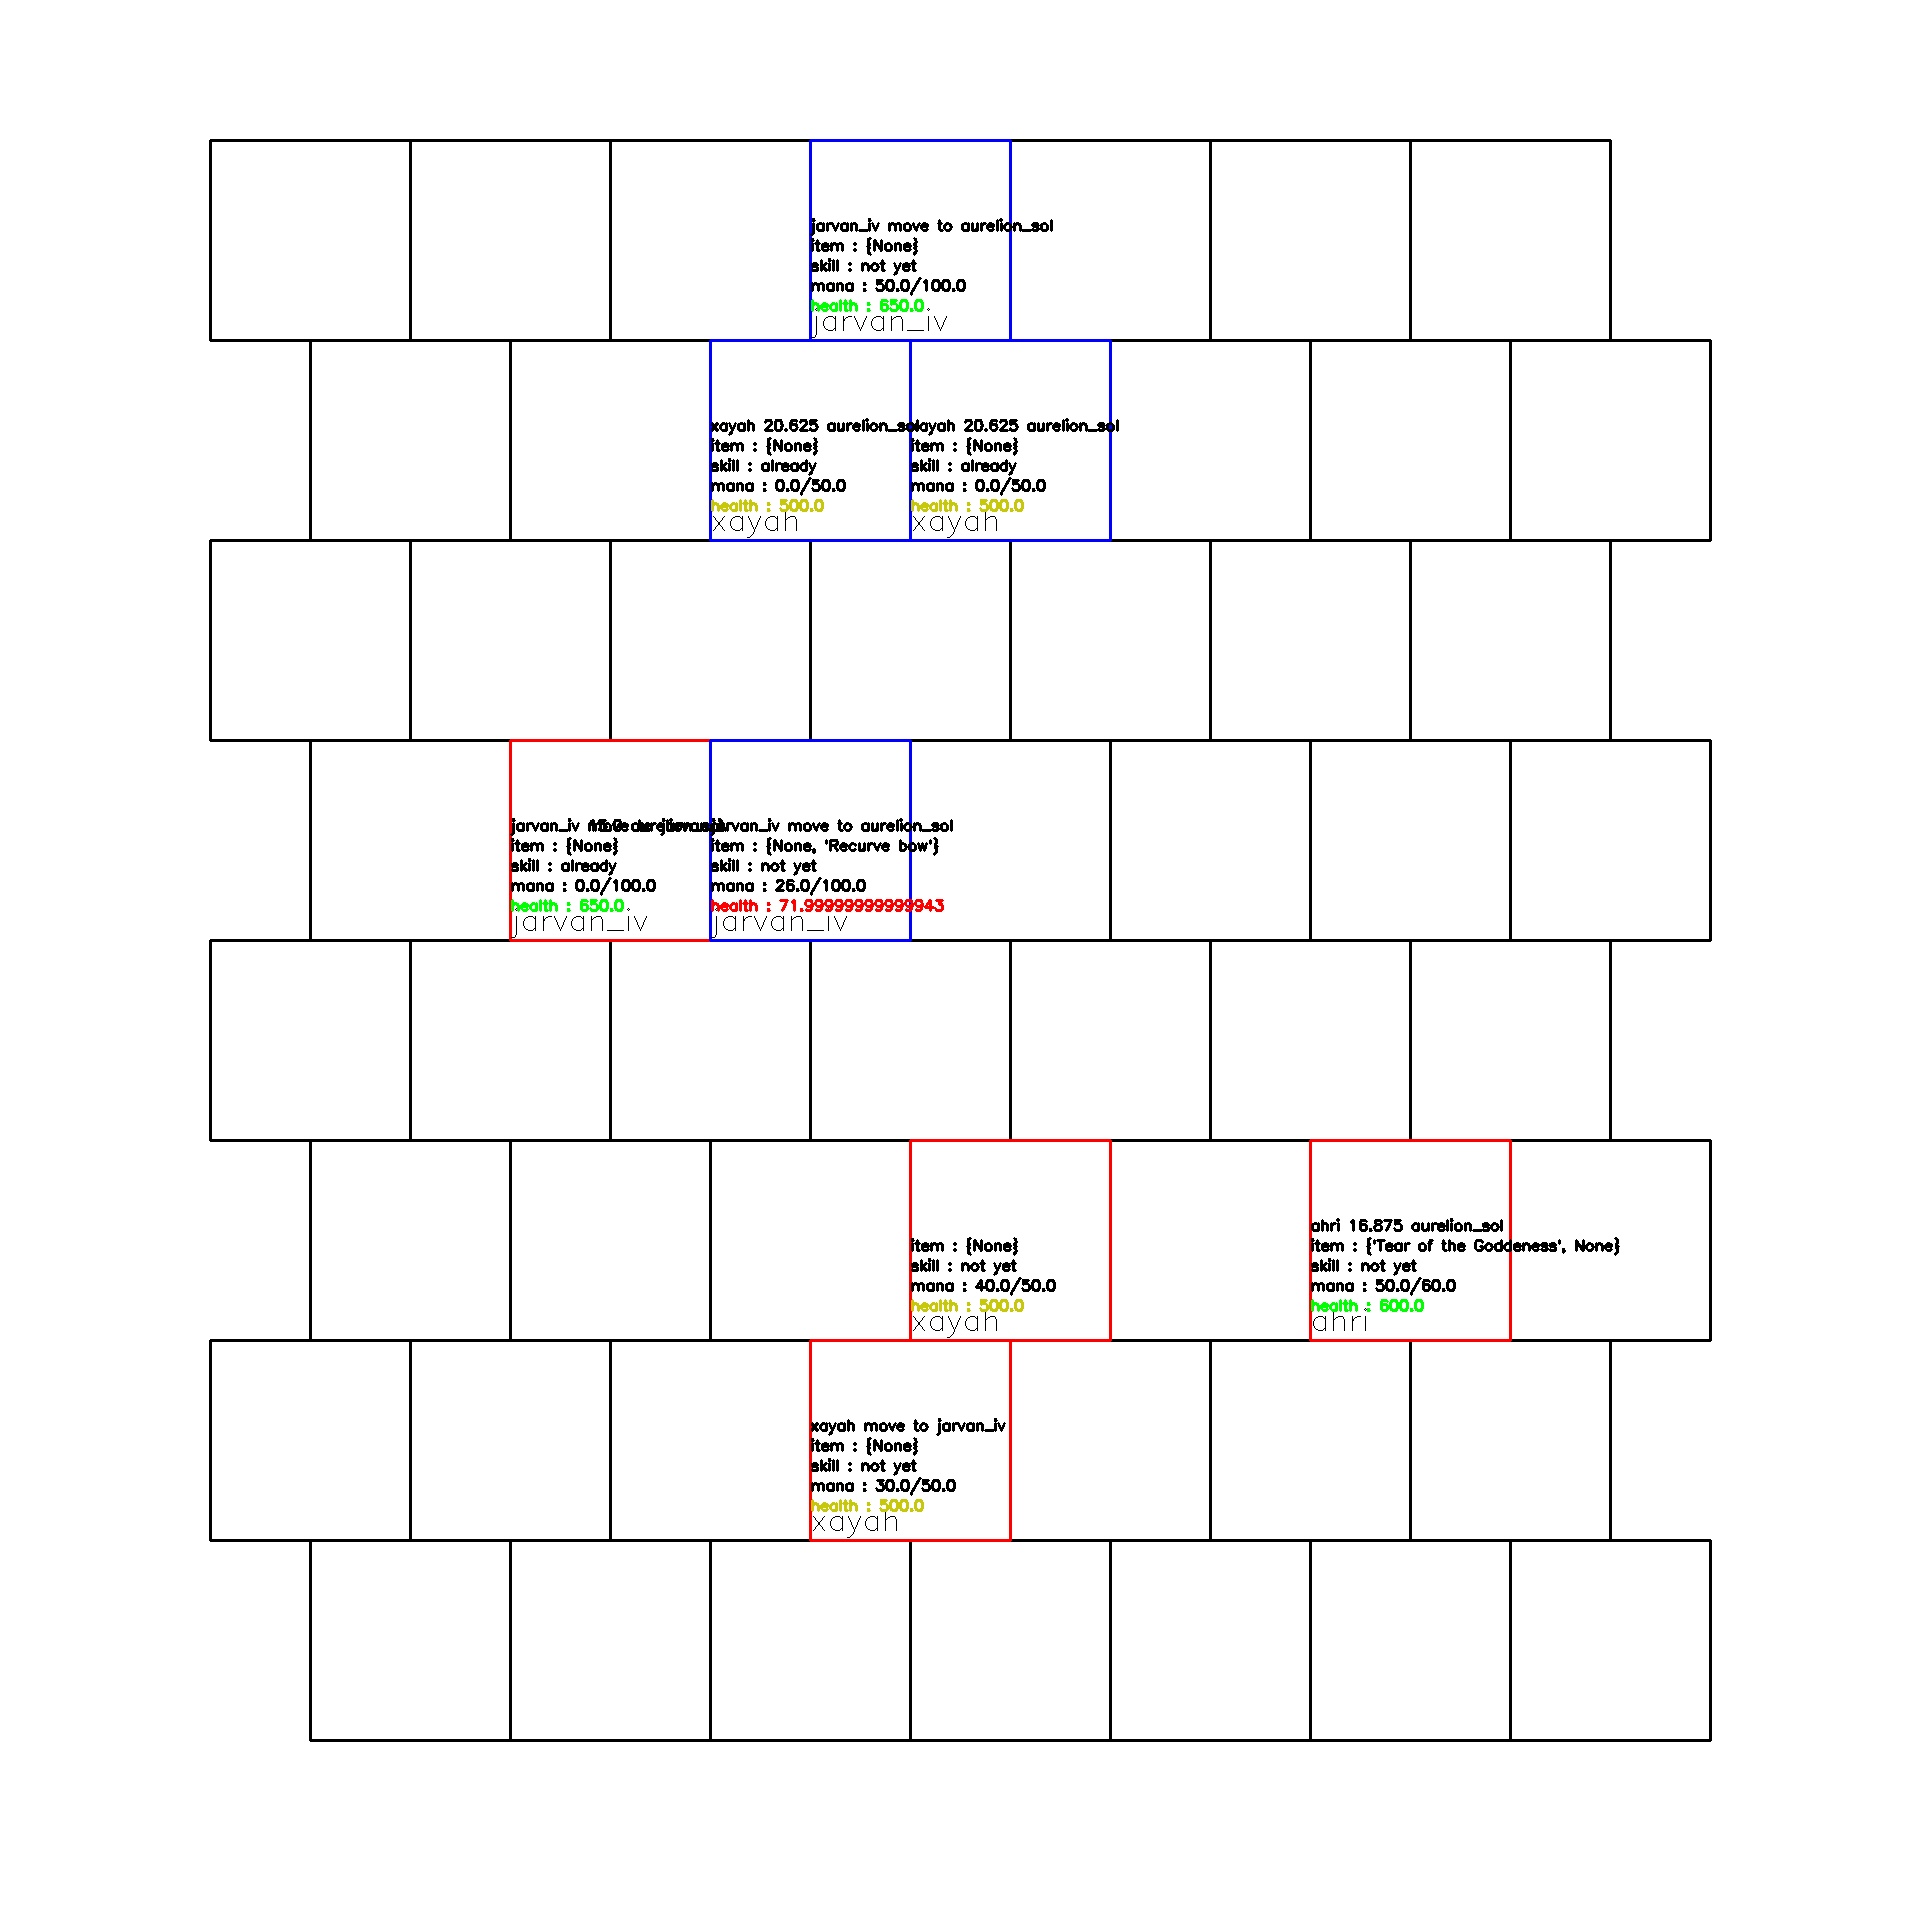 jarvan_iv move to aurelion_sol
item : {None}
skill : not yet
mana : 50.0/100.0
health : 650.0
jarvan_iv
xayah 20.625 aurelion_sol
item : {None}
skill : already
mana : 0.0/50.0
health : 500.0
xayah
xayah 20.625 aurelion_sol
item : {None}
skill : already
mana : 0.0/50.0
health : 500.0
xayah
jarvan_iv
item : {None}
skill : already
mana : 0.0/100.0
health : 650.0
jarvan_iv
jarvan_iv move to aurelion_sol
item : {None, 'Recurve bow'}
skill : not yet
mana : 26.0/100.0
health : 71.99999999999943
jarvan_iv
item : {None}
skill : not yet
mana : 40.0/50.0
health : 500.0
xayah
ahri 16.875 aurelion_sol
item : {'Tear of the Goddeness', None}
skill : not yet
mana : 50.0/60.0
health : 600.0
ahri
xayah move to jarvan_iv
item : {None}
skill : not yet
mana : 30.0/50.0
health : 500.0
xayah